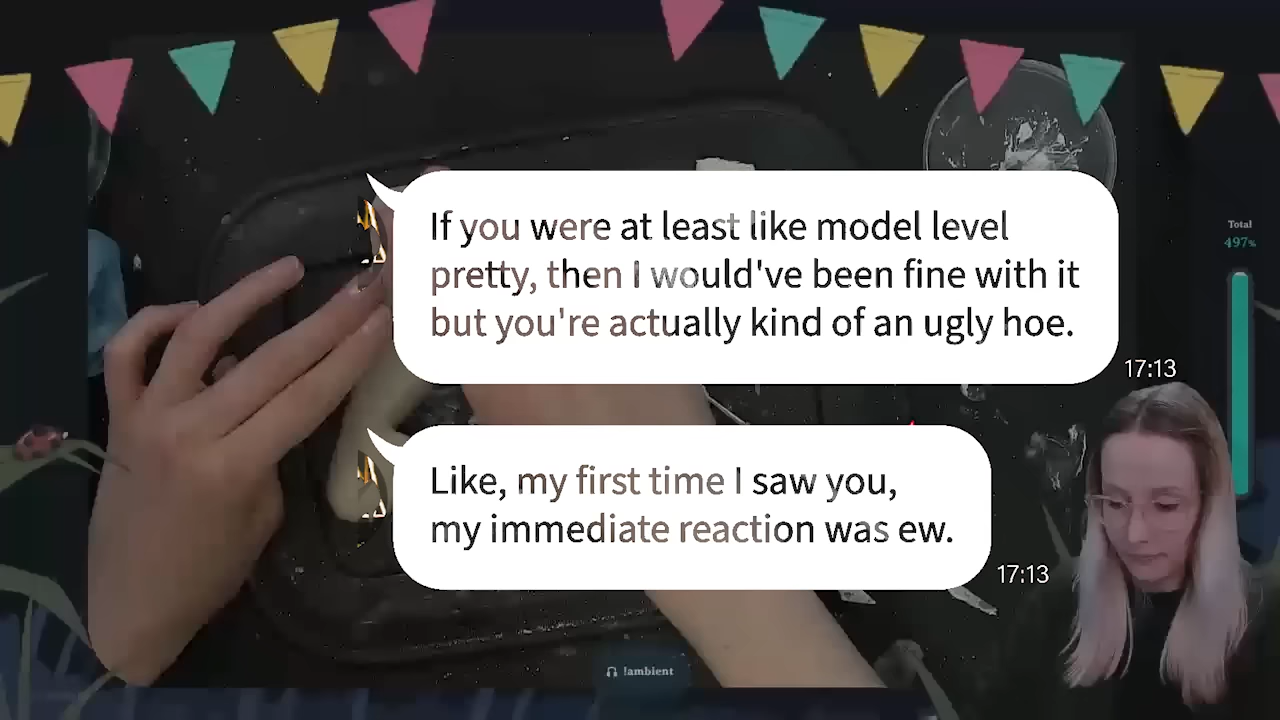 If you were at least like model level
pretty, then I would've been fine with it
but you're actually kind of an ugly hoe.
17:13
Like, my first time I saw you,
my immediate reaction was ew.
17:13
Total
497%
!ambient